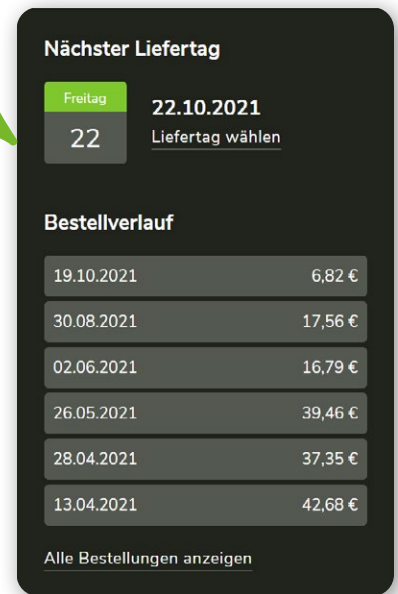 Nächster Liefertag
Freitag
22
22.10.2021
Liefertag wählen
Bestellverlauf
19.10.2021 6,82 €
30.08.2021 17,56 €
02.06.2021 16,79 €
26.05.2021 39,46 €
28.04.2021 37,35 €
13.04.2021 42,68 €
Alle Bestellungen anzeigen